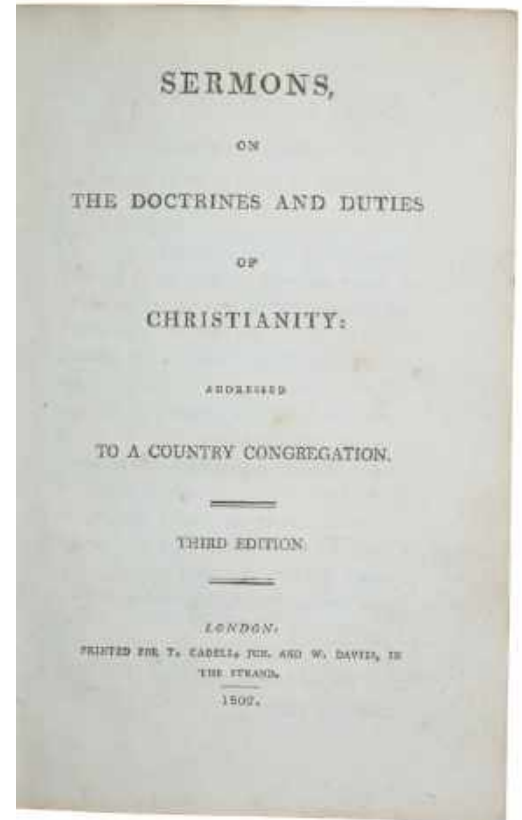 SERMONS,
ON
THE DOCTRINES AND DUTIES
OF
CHRISTIANITY:
ADDRESSED
TO A COUNTRY CONGREGATION.
THIRD EDITION.
LONDON:
PRINTED FOR T. CADELL, JUN. AND W. DAVIES, IN
THE STRAND.
1802.